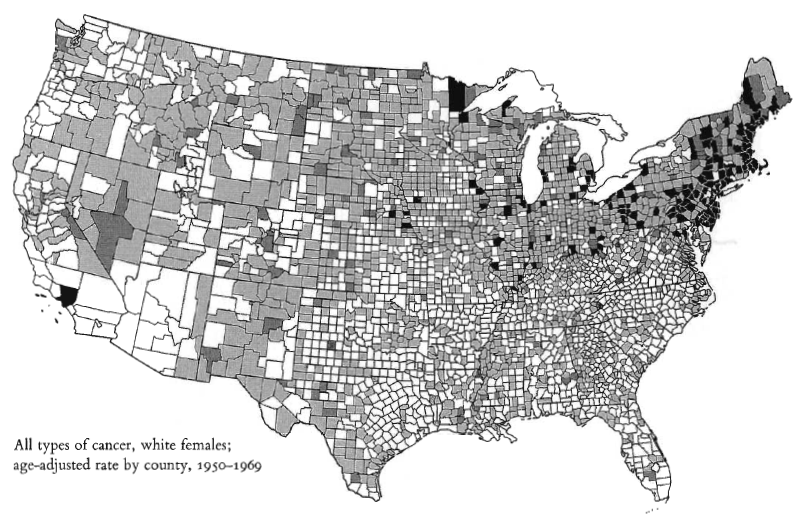 All types of cancer, white females;
age-adjusted rate by county, 1950–1969